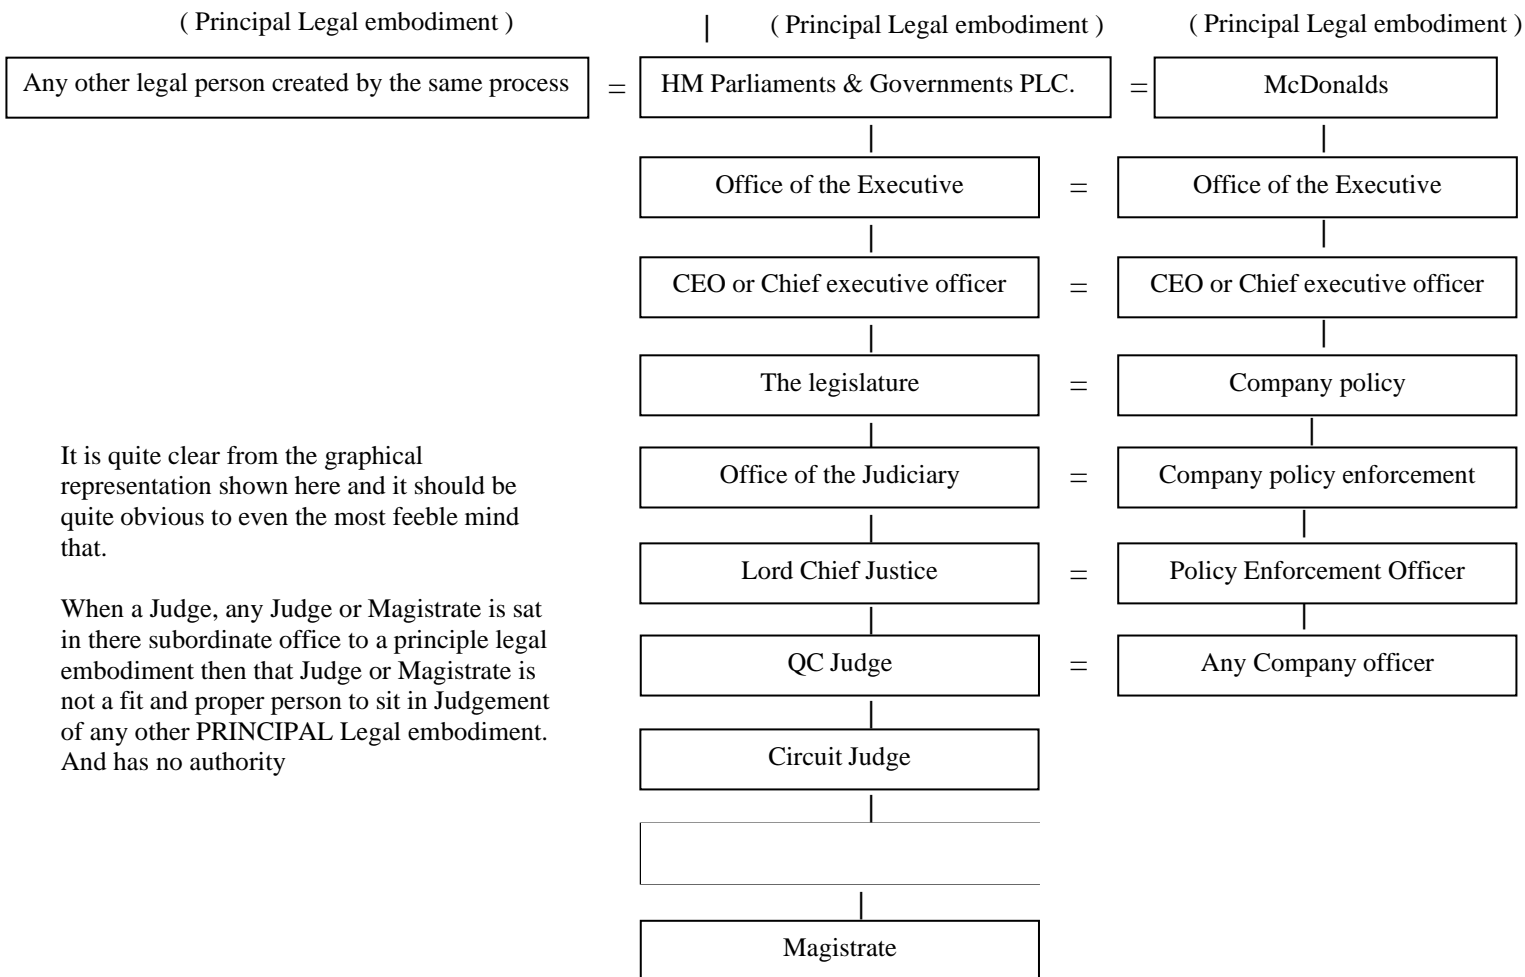 ( Principal Legal embodiment )
( Principal Legal embodiment )
( Principal Legal embodiment )
Any other legal person created by the same process
=
HM Parliaments & Governments PLC.
=
McDonalds
Office of the Executive
=
Office of the Executive
CEO or Chief executive officer
=
CEO or Chief executive officer
The legislature
=
Company policy
Office of the Judiciary
=
Company policy enforcement
Lord Chief Justice
=
Policy Enforcement Officer
QC Judge
=
Any Company officer
Circuit Judge
Magistrate
It is quite clear from the graphical
representation shown here and it should be
quite obvious to even the most feeble mind
that.
When a Judge, any Judge or Magistrate is sat
in there subordinate office to a principle legal
embodiment then that Judge or Magistrate is
not a fit and proper person to sit in Judgement
of any other PRINCIPAL Legal embodiment.
And has no authority